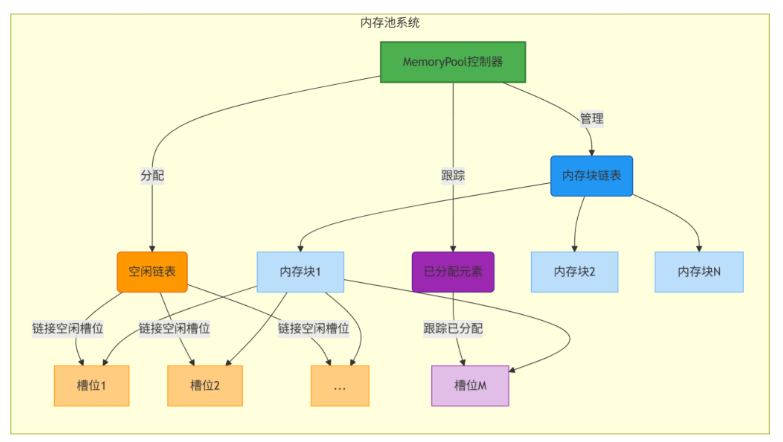 内存池系统
MemoryPool控制器
管理
分配
跟踪
内存块链表
空闲链表
内存块1
已分配元素
内存块2
内存块N
链接空闲槽位
链接空闲槽位
链接空闲槽位
跟踪已分配
槽位1
槽位2
...
槽位M